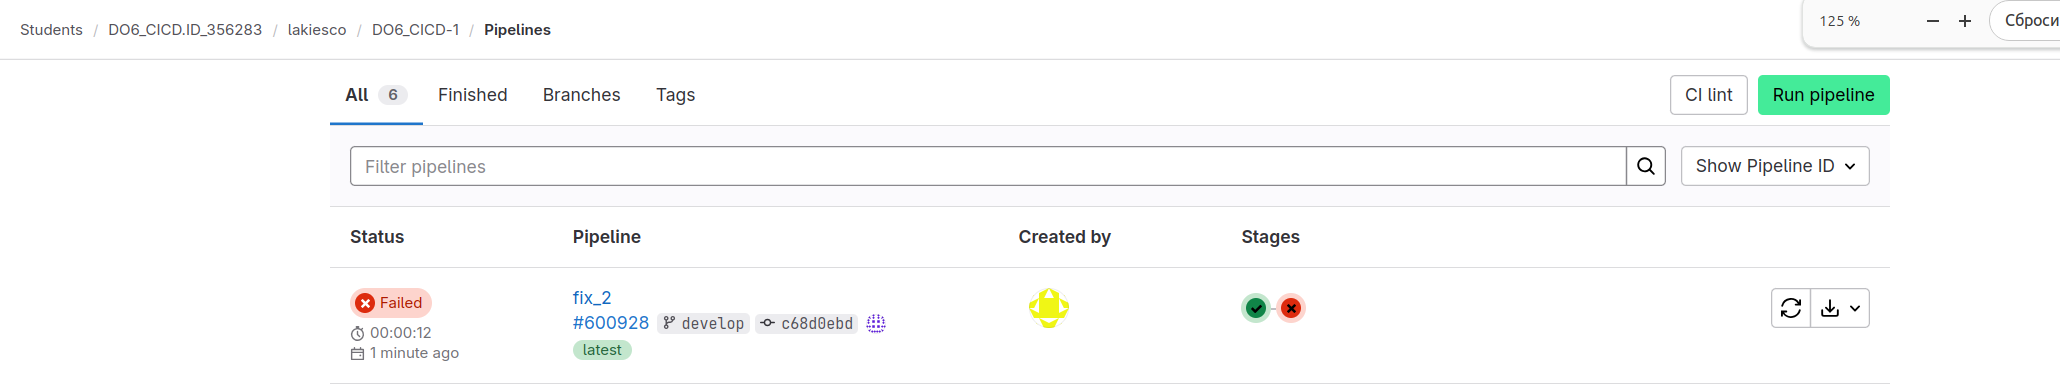 Students / DO6_CICD.ID_356283 / lakiesco / DO6_CICD-1 / Pipelines
125 % − + Сброси
All 6 Finished Branches Tags CI lint Run pipeline
Filter pipelines Show Pipeline ID
Status Pipeline Created by Stages
Failed
00:00:12
1 minute ago
fix_2
#600928 develop c68d0ebd
latest